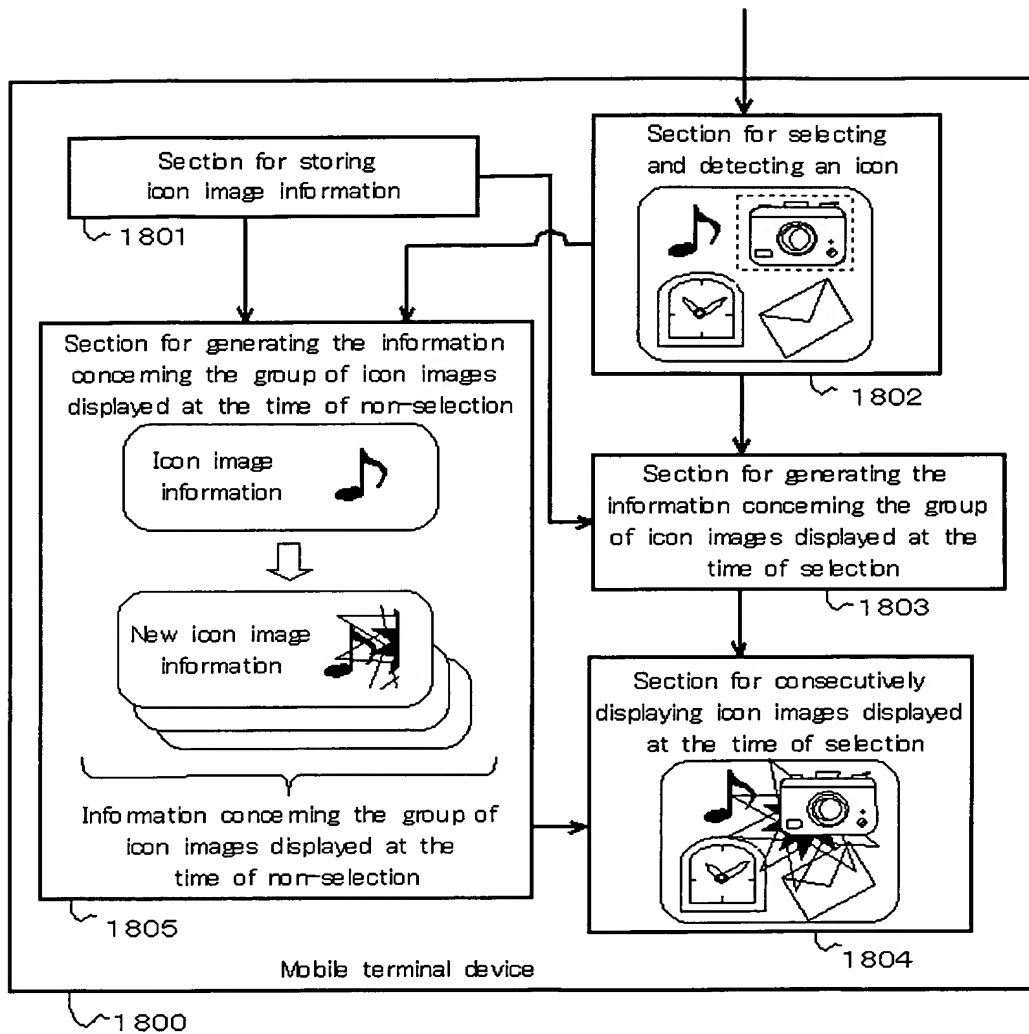 Section for storing
icon image information
1801
Section for selecting
and detecting an icon
1802
Section for generating the information
concerning the group of icon images
displayed at the time of non-selection
Icon image
information
New icon image
information
Information concerning the group of
icon images displayed at the
time of non-selection
1805
Section for generating the
information concerning the group
of icon images displayed at the
time of selection
1803
Section for consecutively
displaying icon images displayed
at the time of selection
1804
Mobile terminal device
1800